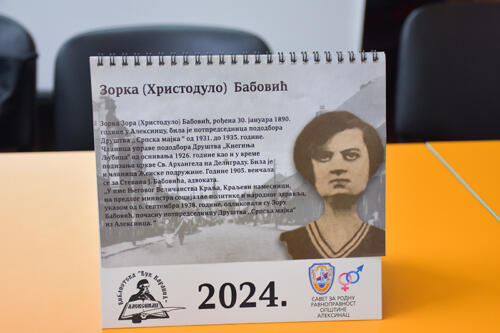 Зорка (Христодуло) Бабовић
Зорка Зора (Христодуло) Бабовић, рођена 30. јануара 1890.
године у Алексинцу, била је потпредседница пододбора
Друштва „Српска мајка“ од 1931. до 1935. године.
Чланица управе пододбора Друштва „Књегиња
Љубица“ од оснивања 1926. године као и у време
подизања цркве Св. Архангела на Делиграду. Била је
и чланица Женске подружине. Године 1905. венчала
се за Стевана Ј. Бабовића, адвоката.
„У име Његовог Величанства Краља, Краљеви намесници,
на предлог министра социјалне политике и народног здравља,
указом од 6. септембра 1938. године, одликовали су Зору
Бабовић, почасну потпредседницу Друштва „Српска мајка“
из Алексинца.“
Библиотека "Вук Караџић"
АЛЕКСИНАЦ
2024.
САВЕТ ЗА РОДНУ
РАВНОПРАВНОСТ
ОПШТИНЕ
АЛЕКСИНАЦ